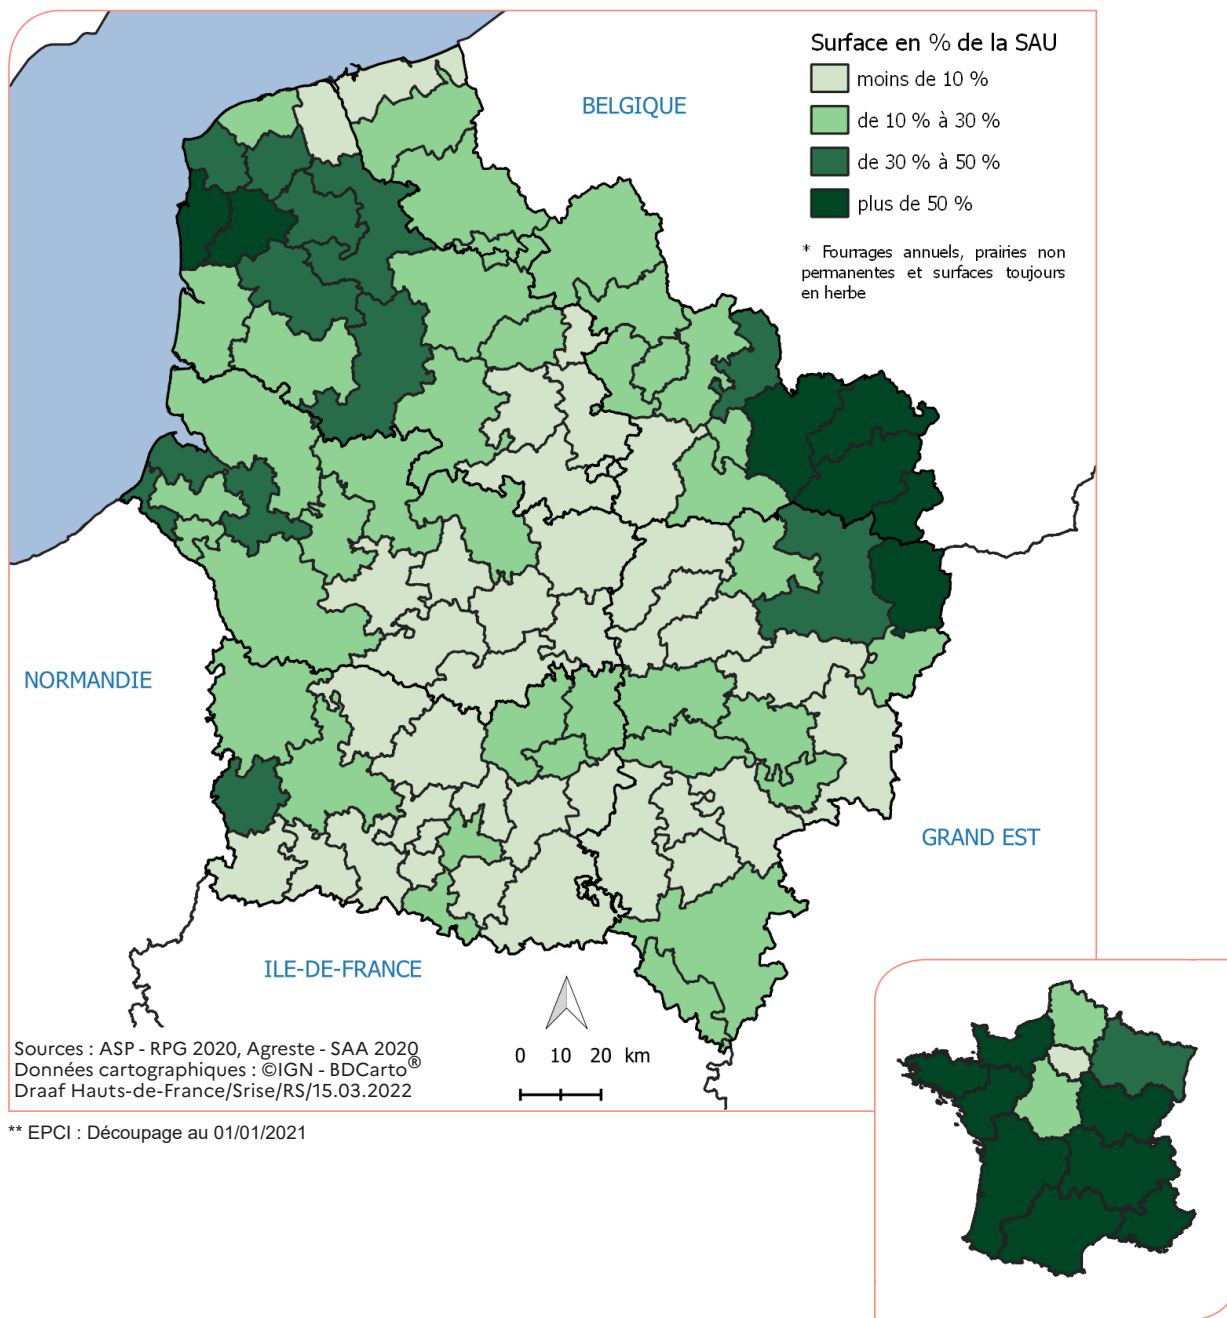 Surface en % de la SAU
moins de 10 %
de 10 % à 30 %
de 30 % à 50 %
plus de 50 %
* Fourrages annuels, prairies non
permanentes et surfaces toujours
en herbe
BELGIQUE
NORMANDIE
GRAND EST
ILE-DE-FRANCE
0 10 20 km
Sources : ASP - RPG 2020, Agreste - SAA 2020
Données cartographiques : ©IGN - BDCarto®
Draaf Hauts-de-France/Srise/RS/15.03.2022
** EPCI : Découpage au 01/01/2021